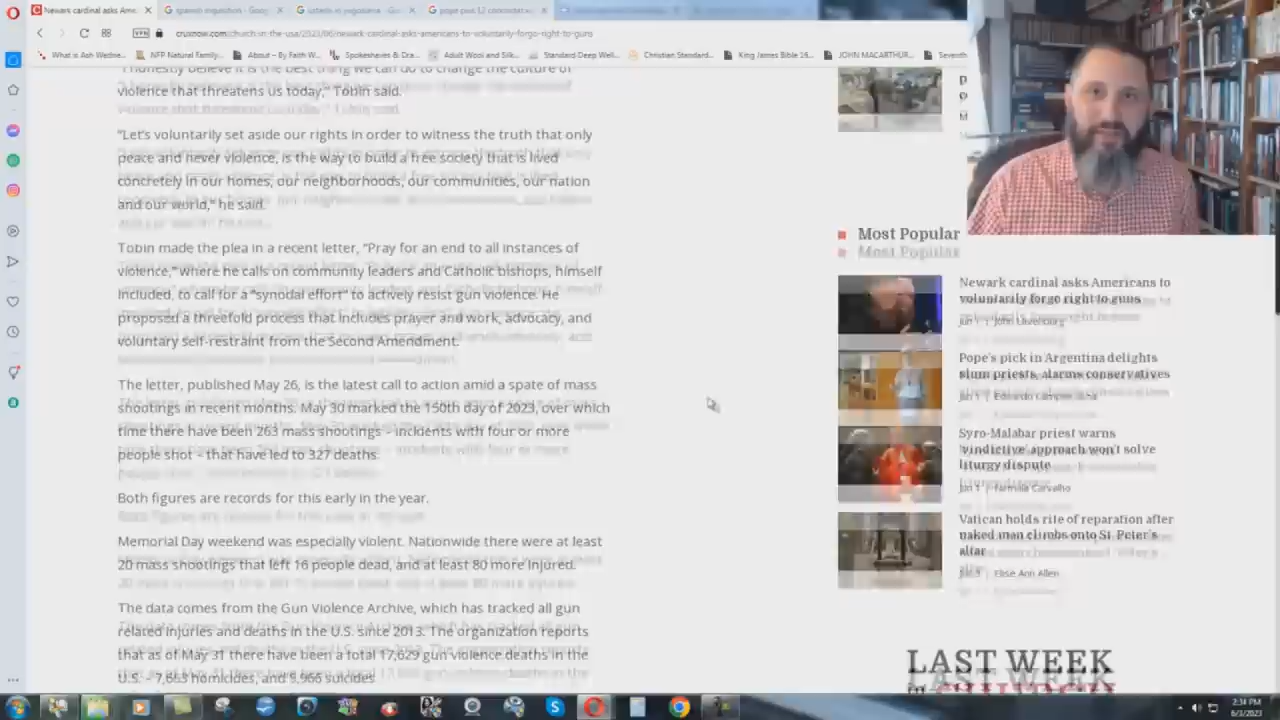 Newark cardinal asks Ame
spanish inquisition - Goog
ustashi in yugoslavia - Go
pope pius 12 concordat w
VPN
cruxnow.com/church-in-the-usa/2023/06/newark-cardinal-asks-americans-to-voluntarily-forgo-right-to-guns
What is Ash Wedne...
NFP Natural Family...
About – By Faith W...
Spokeshaves & Dra...
Adult Wool and Silk...
Standard Deep Well...
Christian Standard...
King James Bible 16...
JOHN MACARTHUR...
Seventh
"I honestly believe it is the best thing we can do to change the culture of
violence that threatens us today," Tobin said.
"Let's voluntarily set aside our rights in order to witness the truth that only
peace and never violence, is the way to build a free society that is lived
concretely in our homes, our neighborhoods, our communities, our nation
and our world," he said.
Tobin made the plea in a recent letter, "Pray for an end to all instances of
violence," where he calls on community leaders and Catholic bishops, himself
included, to call for a "synodal effort" to actively resist gun violence. He
proposed a threefold process that includes prayer and work, advocacy, and
voluntary self-restraint from the Second Amendment.
The letter, published May 26, is the latest call to action amid a spate of mass
shootings in recent months. May 30 marked the 150th day of 2023, over which
time there have been 263 mass shootings – incidents with four or more
people shot – that have led to 327 deaths.
Both figures are records for this early in the year.
Memorial Day weekend was especially violent. Nationwide there were at least
20 mass shootings that left 16 people dead, and at least 80 more injured.
The data comes from the Gun Violence Archive, which has tracked all gun
related injuries and deaths in the U.S. since 2013. The organization reports
that as of May 31 there have been a total 17,629 gun violence deaths in the
U.S. – 7,663 homicides, and 9,966 suicides
Most Popular
Newark cardinal asks Americans to
voluntarily forgo right to guns
Jun 1 | John Lavenburg
Pope's pick in Argentina delights
slum priests, alarms conservatives
Jun 1 | Eduardo Campos Lima
Syro-Malabar priest warns
'vindictive' approach won't solve
liturgy dispute
Jun 1 | Nirmala Carvalho
Vatican holds rite of reparation after
naked man climbs onto St. Peter's
altar
Jun 3 | Elise Ann Allen
LAST WEEK
2:34 PM
6/3/2023